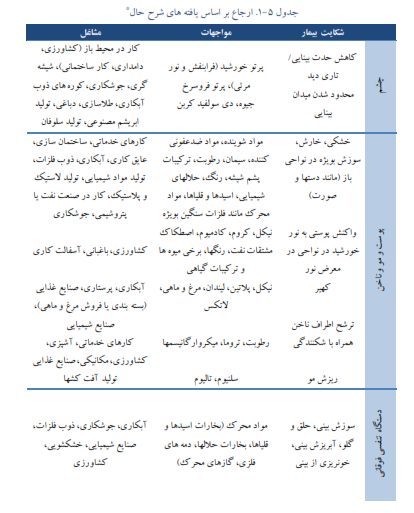 جدول ۵-۱. ارجاع بر اساس یافته های شرح حال*
شکایت بیمار
مواجهات
مشاغل
چشم
کاهش حدت بینایی/
تاری دید
محدود شدن میدان
بینایی
پرتو خورشید (فرابنفش و نور
مرئی)، پرتو فروسرخ
جیوه، دی سولفید کربن
کار در محیط باز (کشاورزی،
دامداری، کار ساختمانی)، شیشه
گری، جوشکاری، کوره های ذوب
آبکاری، طلاسازی، دباغی، تولید
ابریشم مصنوعی، تولید سلوفان
پوست و مو و ناخن
خشکی، خارش،
سوزش بویژه در نواحی
باز (مانند دستها و
صورت)
مواد شوینده، مواد ضدعفونی
کننده، سیمان، رطوبت، ترکیبات
پشم شیشه، رنگ، حلالهای
شیمیایی، اسیدها و قلیاها، مواد
محرک مانند فلزات سنگین بویژه
نیکل، کروم، کادمیوم، اصطکاک
کارهای خدماتی، ساختمان سازی،
عایق کاری، آبکاری، ذوب فلزات،
تولید مواد شیمیایی، تولید لاستیک
و پلاستیک، کار در صنعت نفت یا
پتروشیمی، جوشکاری
واکنش پوستی به نور
خورشید در نواحی در
معرض نور
مشتقات نفت، رنگها، برخی میوه ها
و ترکیبات گیاهی
کشاورزی، باغبانی، آسفالت کاری
کهیر
نیکل، پلاتین، لبندان، مرغ و ماهی،
لاتکس
آبکاری، پرستاری، صنایع غذایی
(بسته بندی یا فروش مرغ و ماهی)،
صنایع شیمیایی
ترشح اطراف ناخن
همراه با شکنندگی
رطوبت، تروما، میکروارگانیسمها
کارهای خدماتی، آشپزی،
کشاورزی،مکانیکی، صنایع غذایی
ریزش مو
سلنیوم، تالیوم
تولید آفت کشها
دستگاه تنفسی فوقانی
سوزش بینی، حلق و
گلو، آبریزش بینی،
خونریزی از بینی
مواد محرک (بخارات اسیدها و
قلیاها، بخارات حلالها، دمه های
فلزی، گازهای محرک)
آبکاری، جوشکاری، ذوب فلزات،
صنایع شیمیایی، خشکشویی،
کشاورزی